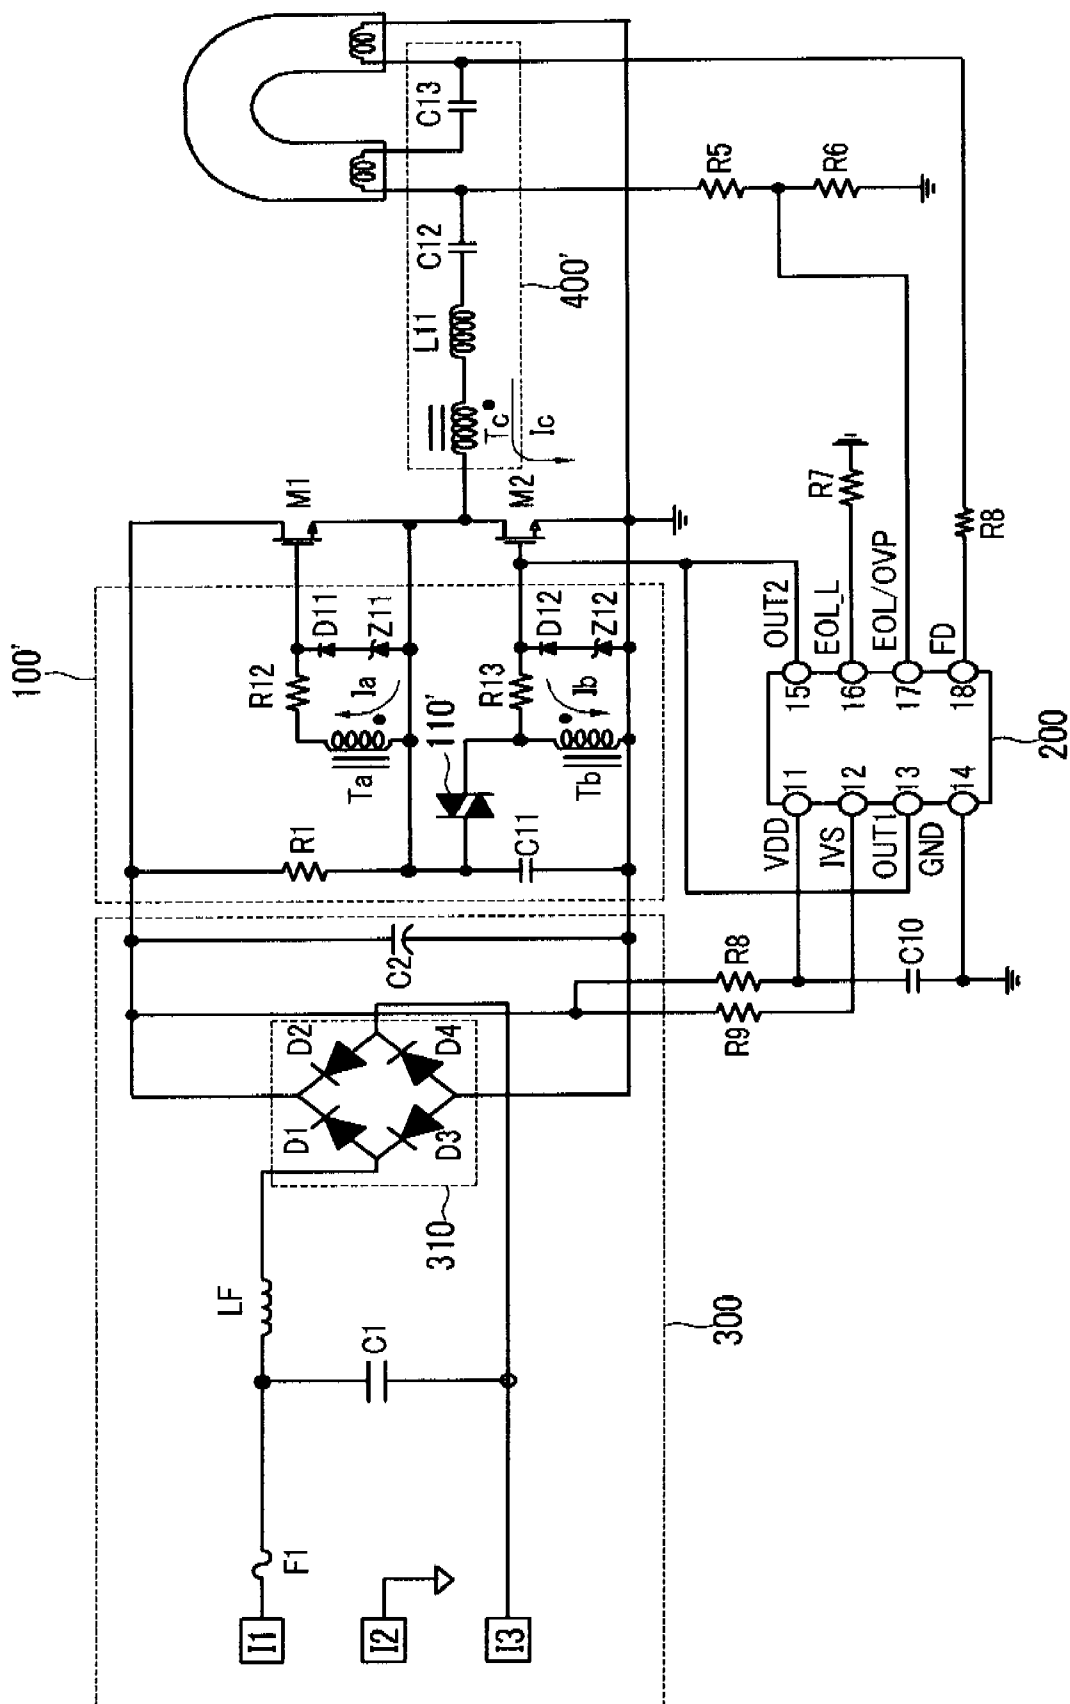 100'
300
310
I1
I2
I3
F1
LF
C1
D1
D2
D3
D4
C2
R1
C11
110'
Ta
Tb
R12
R13
Ia
Ib
D11
Z11
D12
Z12
M1
M2
Tc
Ic
L11
C12
C13
400'
R5
R6
R7
R8
R8
R9
C10
VDD
IVS
OUT1
GND
11
12
13
14
15
16
17
18
OUT2
EOL_L
EOL/OVP
FD
200